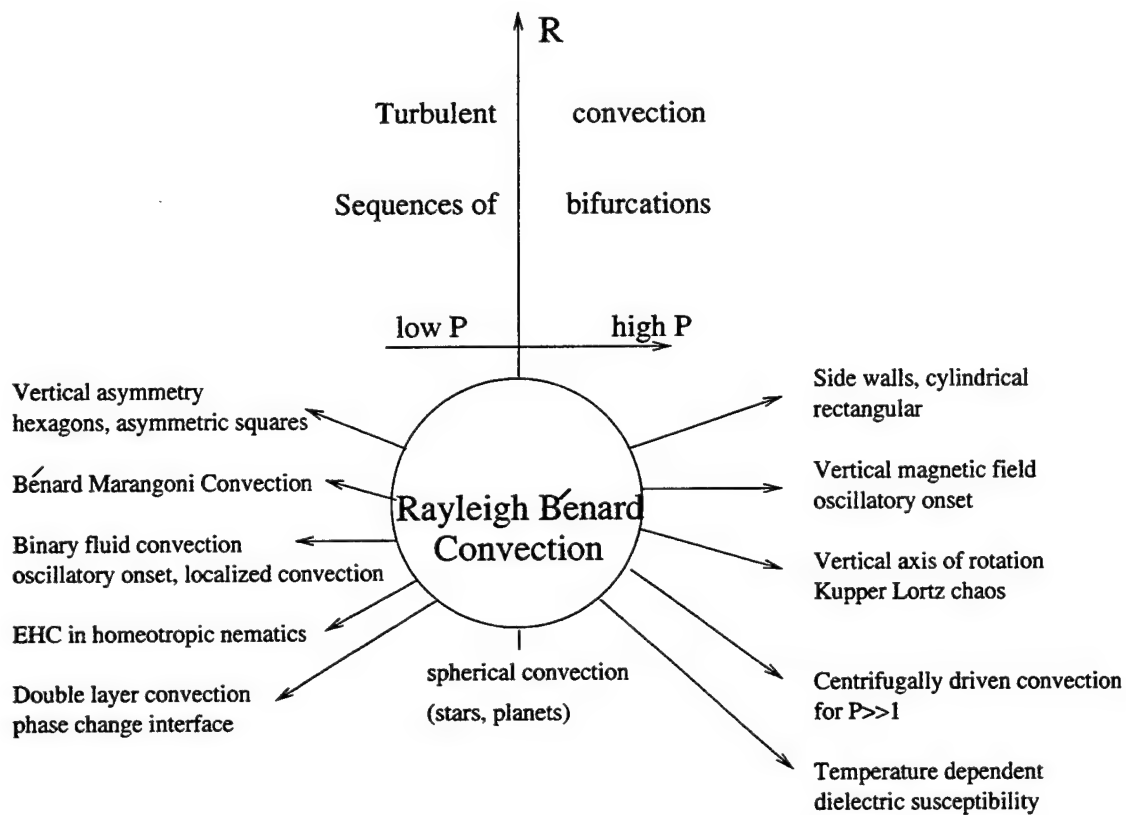 R
Turbulent convection
Sequences of bifurcations
low P high P
Vertical asymmetry
hexagons, asymmetric squares
Bénard Marangoni Convection
Binary fluid convection
oscillatory onset, localized convection
EHC in homeotropic nematics
Double layer convection
phase change interface
Rayleigh Bénard
Convection
spherical convection
(stars, planets)
Side walls, cylindrical
rectangular
Vertical magnetic field
oscillatory onset
Vertical axis of rotation
Kupper Lortz chaos
Centrifugally driven convection
for P>>1
Temperature dependent
dielectric susceptibility